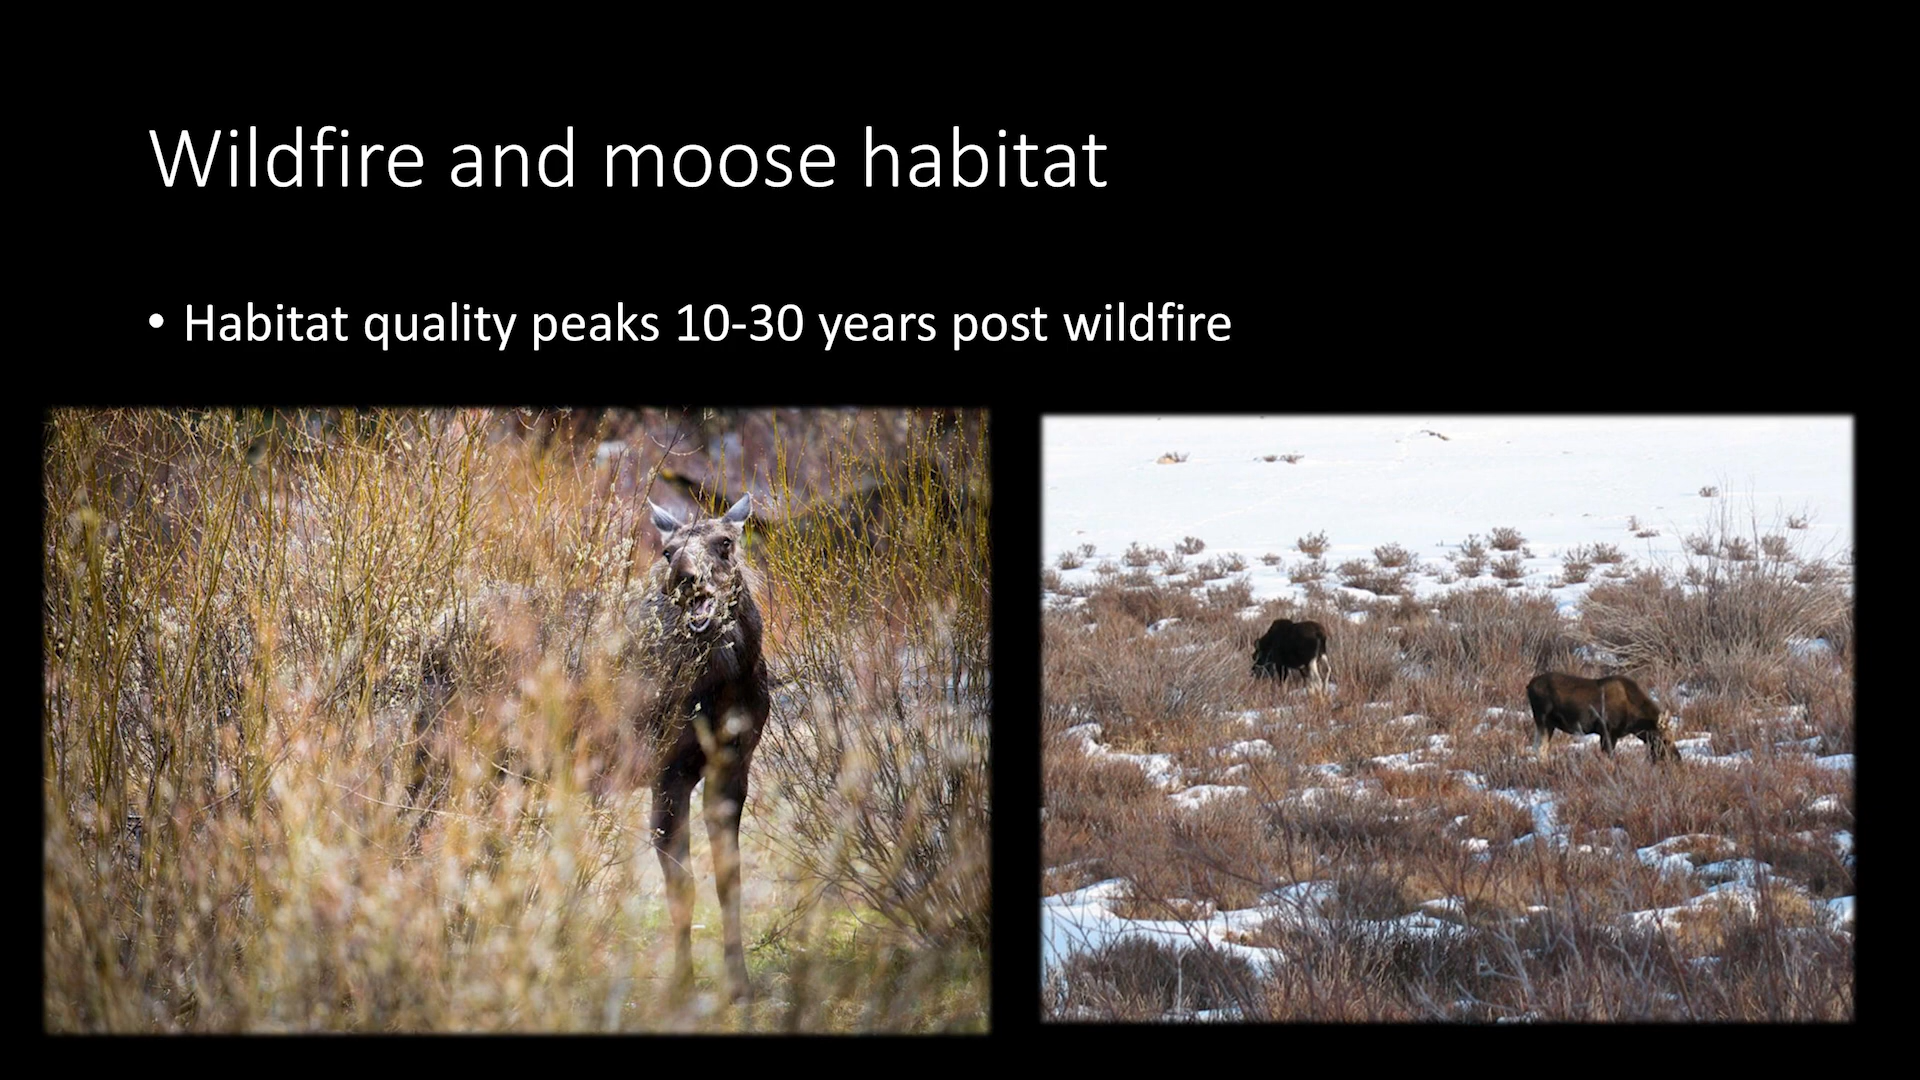 Wildfire and moose habitat
• Habitat quality peaks 10-30 years post wildfire